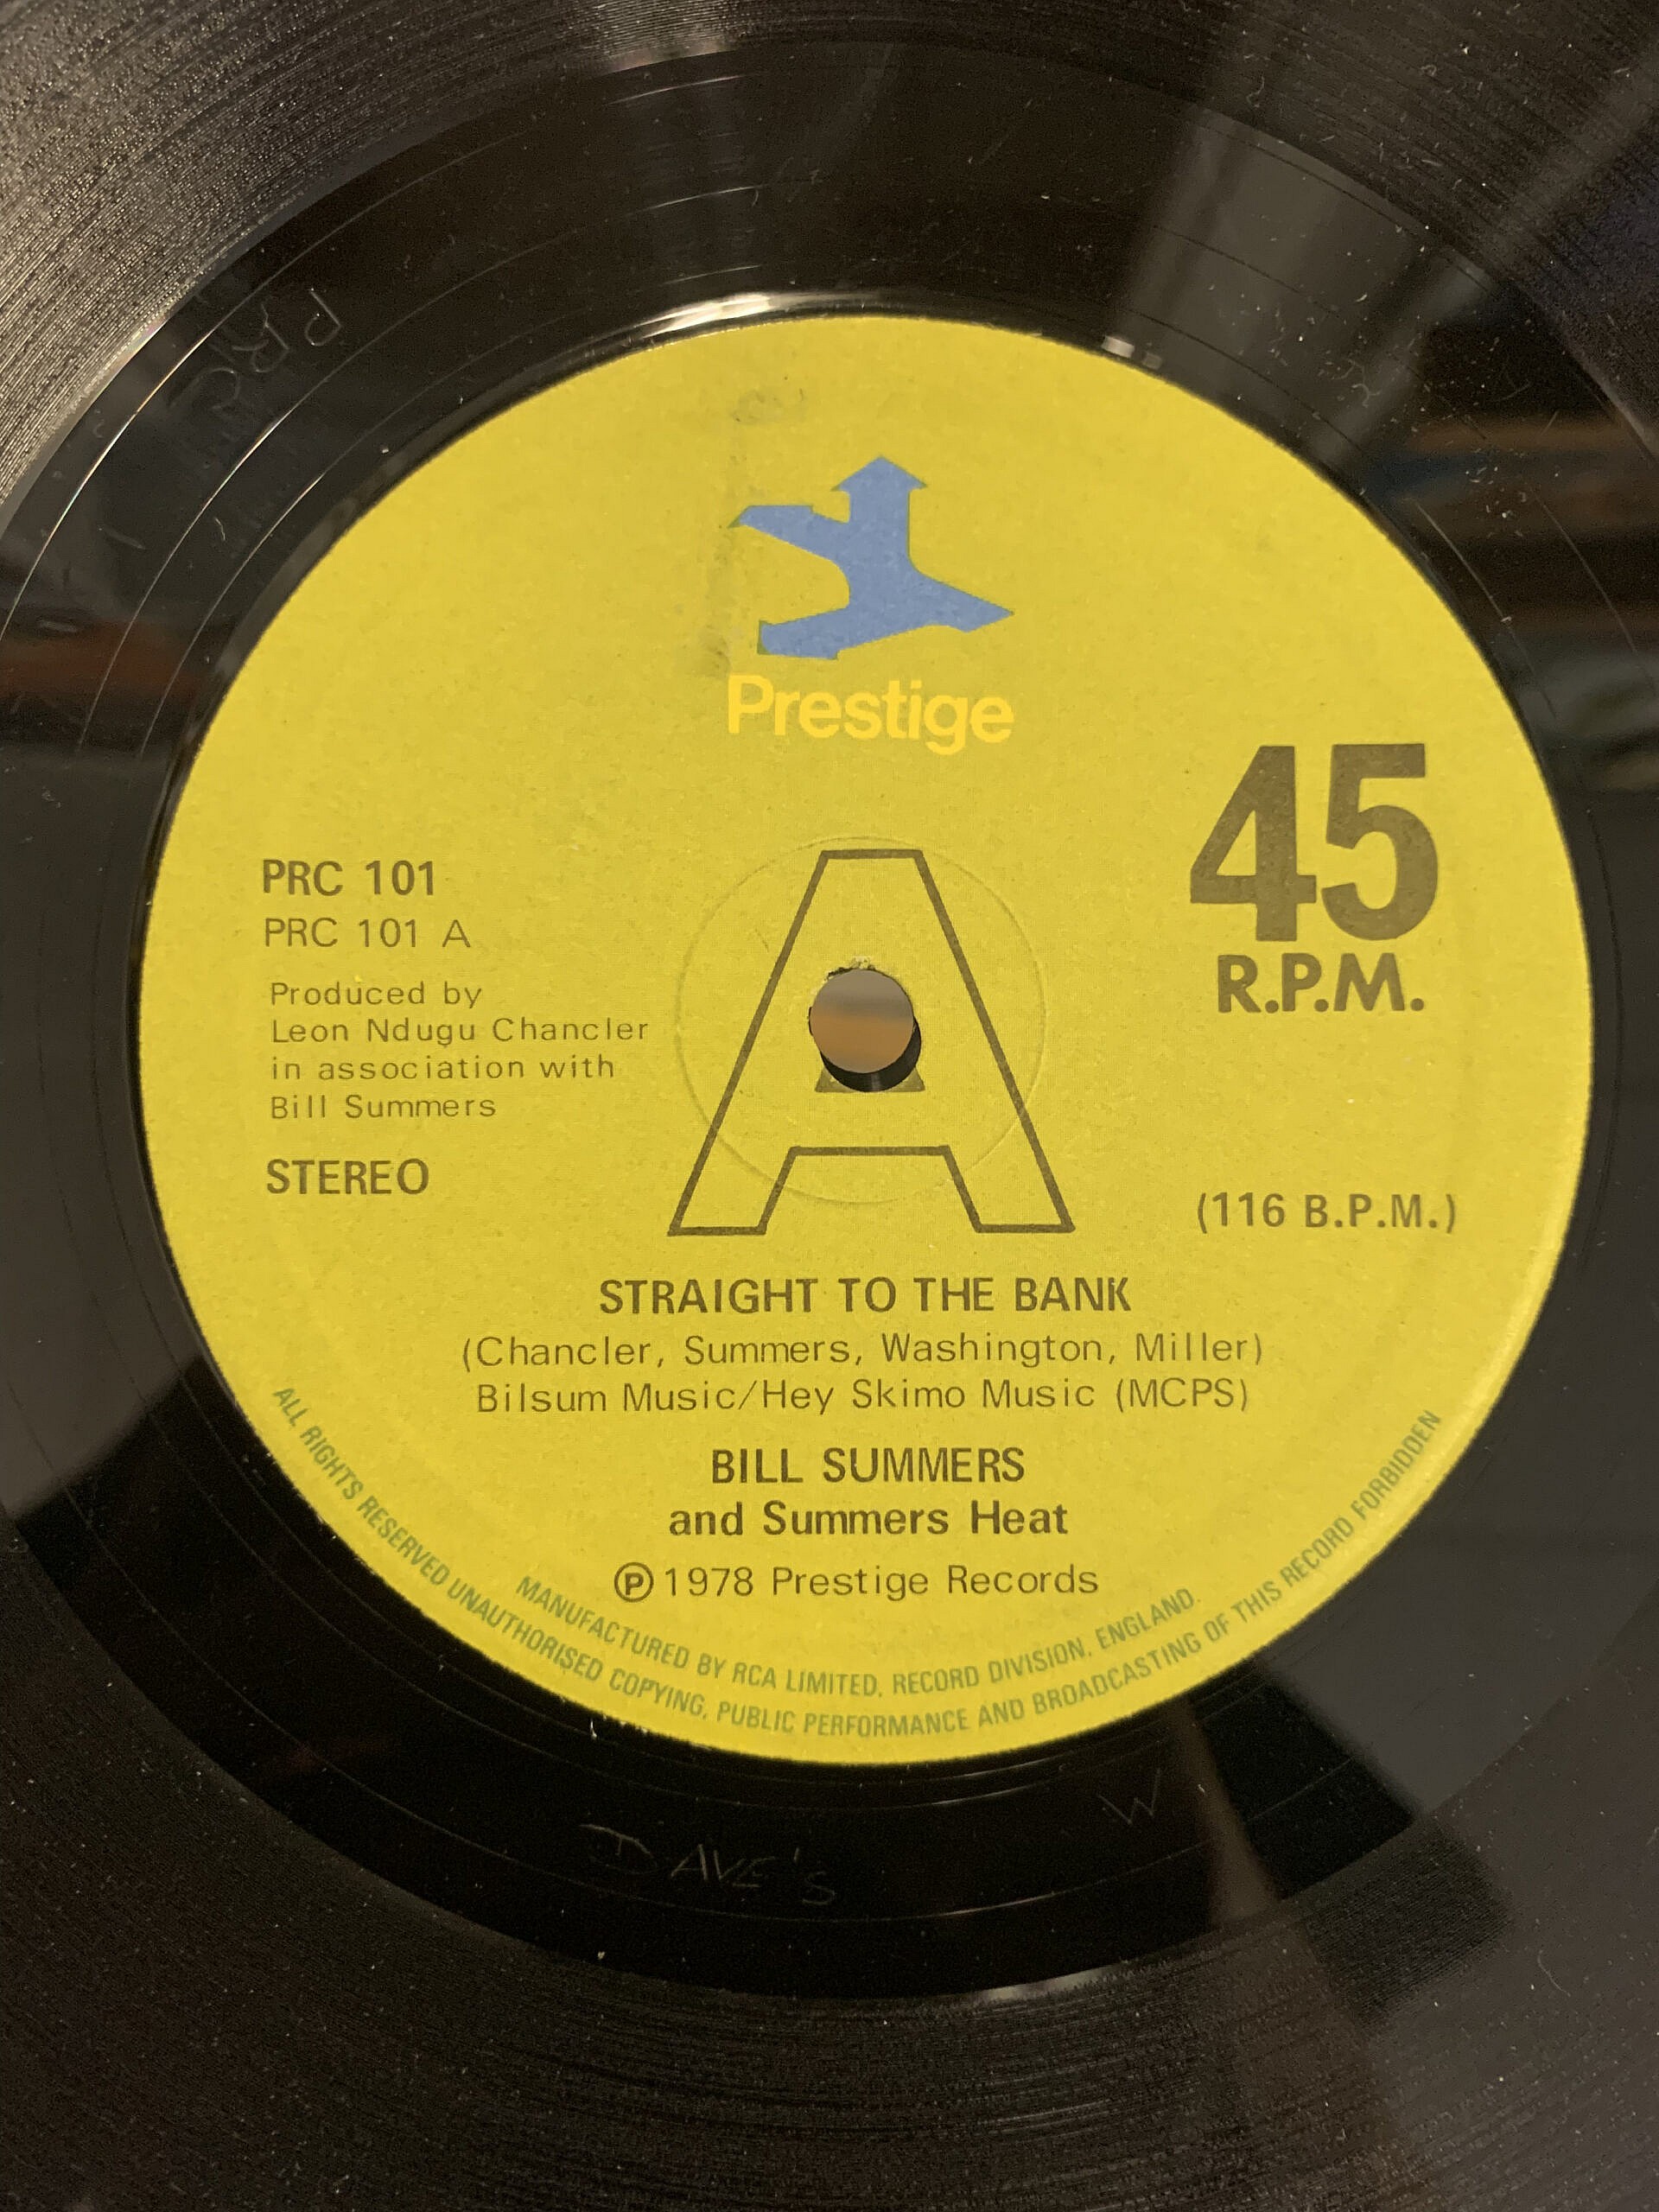 PRC
Prestige
45
R.P.M.
PRC 101
PRC 101 A
Produced by
Leon Ndugu Chancler
in association with
Bill Summers
STEREO
A
(116 B.P.M.)
STRAIGHT TO THE BANK
(Chancler, Summers, Washington, Miller)
Bilsum Music/Hey Skimo Music (MCPS)
BILL SUMMERS
and Summers Heat
℗ 1978 Prestige Records
MANUFACTURED BY RCA LIMITED, RECORD DIVISION, ENGLAND.
ALL RIGHTS RESERVED UNAUTHORISED COPYING, PUBLIC PERFORMANCE AND BROADCASTING OF THIS RECORD FORBIDDEN
DAVE'S
W